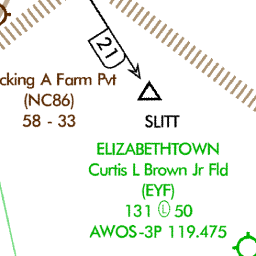 21
cking A Farm Pvt
(NC86)
58 - 33
SLITT
ELIZABETHTOWN
Curtis L Brown Jr Fld
(EYF)
131 Ⓛ 50
AWOS-3P 119.475